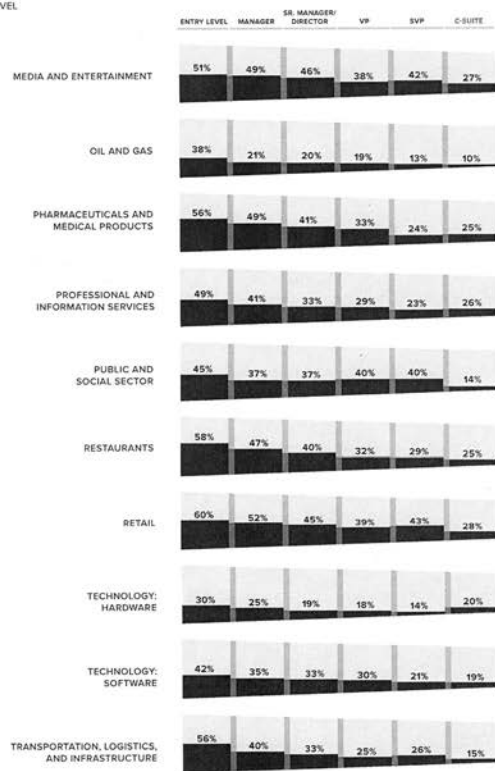 VEL
ENTRY LEVEL MANAGER SR. MANAGER/ DIRECTOR VP SVP C-SUITE
MEDIA AND ENTERTAINMENT 51% 49% 46% 38% 42% 27%
OIL AND GAS 38% 21% 20% 19% 13% 10%
PHARMACEUTICALS AND
MEDICAL PRODUCTS 56% 49% 41% 33% 24% 25%
PROFESSIONAL AND
INFORMATION SERVICES 49% 41% 33% 29% 23% 26%
PUBLIC AND
SOCIAL SECTOR 45% 37% 37% 40% 40% 14%
RESTAURANTS 58% 47% 40% 32% 29% 25%
RETAIL 60% 52% 45% 39% 43% 28%
TECHNOLOGY:
HARDWARE 30% 25% 19% 18% 14% 20%
TECHNOLOGY:
SOFTWARE 42% 35% 33% 30% 21% 19%
TRANSPORTATION, LOGISTICS,
AND INFRASTRUCTURE 56% 40% 33% 25% 26% 15%